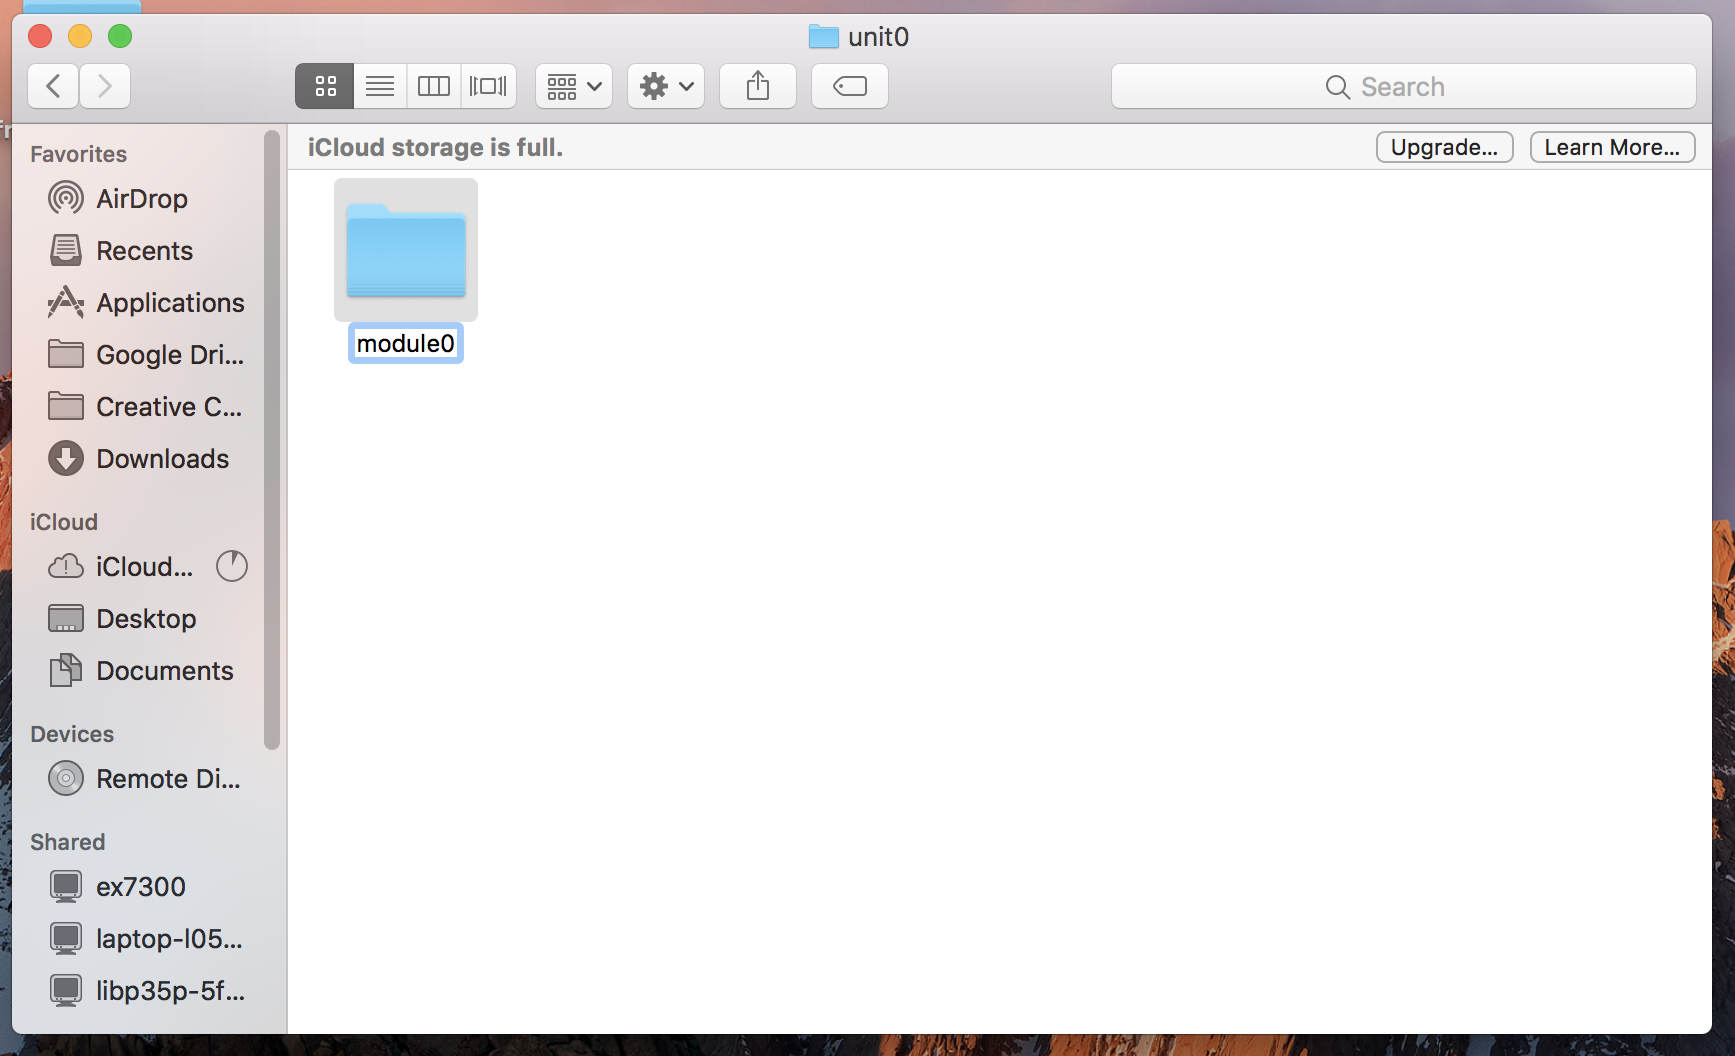 unit0
Search
fr
Favorites
AirDrop
Recents
Applications
Google Dri...
Creative C...
Downloads
iCloud
iCloud...
Desktop
Documents
Devices
Remote Di...
Shared
ex7300
laptop-l05...
libp35p-5f...
iCloud storage is full.
Upgrade...
Learn More...
module0